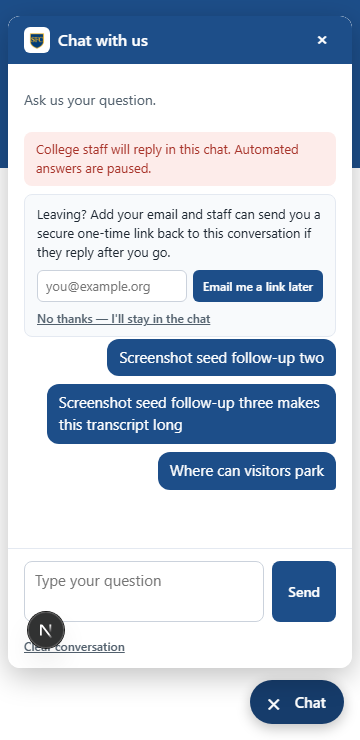 SFC
Chat with us
×
Ask us your question.
College staff will reply in this chat. Automated
answers are paused.
Leaving? Add your email and staff can send you a
secure one-time link back to this conversation if
they reply after you go.
you@example.org
Email me a link later
No thanks — I'll stay in the chat
Screenshot seed follow-up two
Screenshot seed follow-up three makes
this transcript long
Where can visitors park
Type your question
Send
N
Clear conversation
× Chat